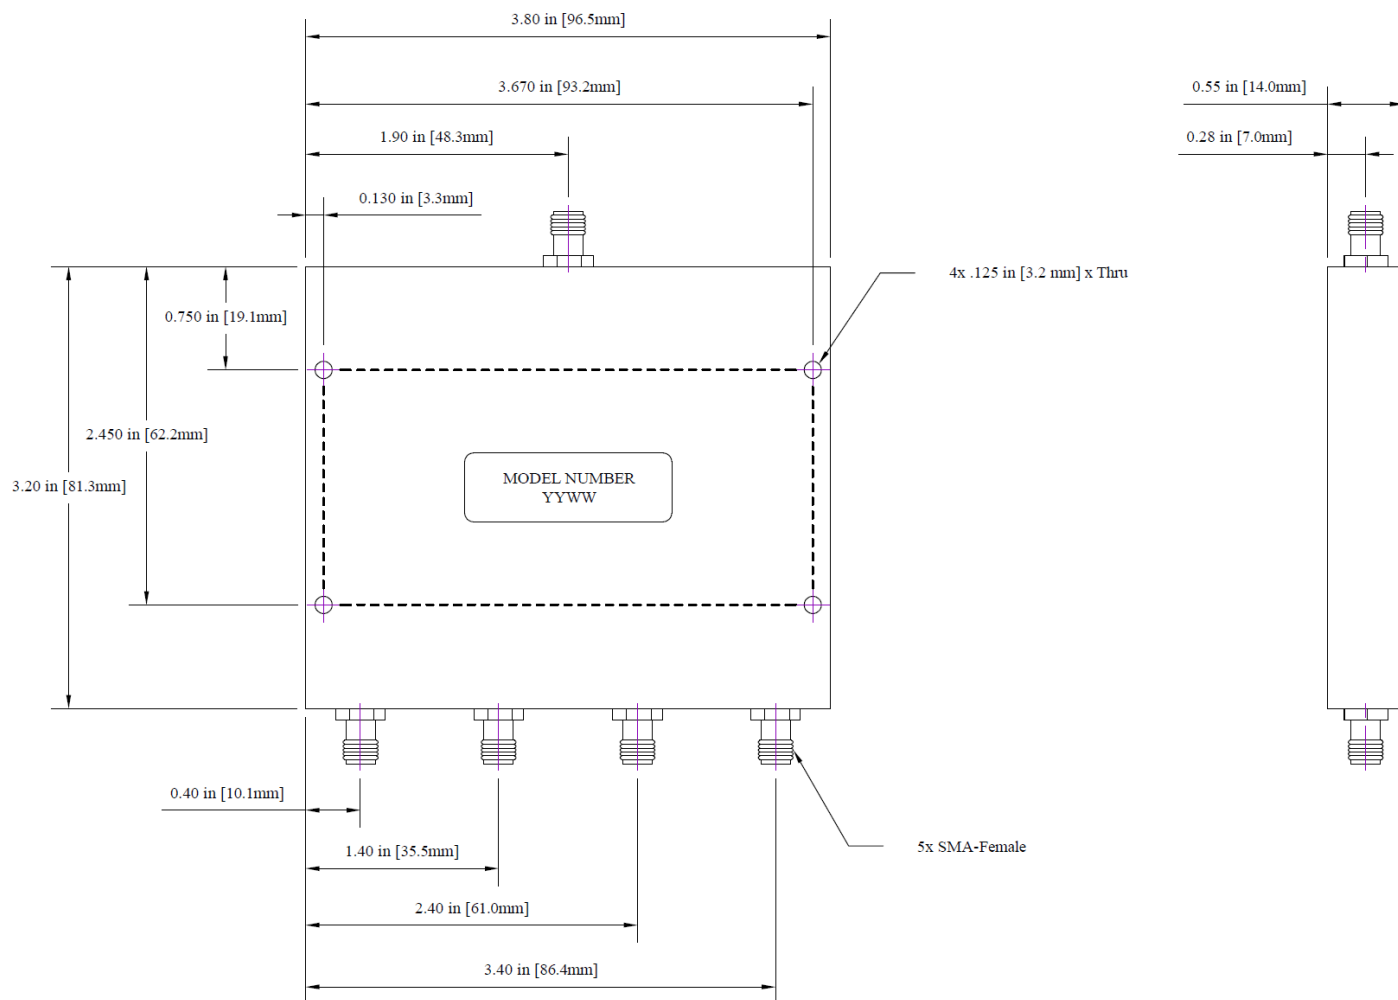 3.80 in [96.5mm]
3.670 in [93.2mm]
0.55 in [14.0mm]
1.90 in [48.3mm]
0.28 in [7.0mm]
0.130 in [3.3mm]
4x .125 in [3.2 mm] x Thru
0.750 in [19.1mm]
2.450 in [62.2mm]
3.20 in [81.3mm]
MODEL NUMBER
YYWW
0.40 in [10.1mm]
5x SMA-Female
1.40 in [35.5mm]
2.40 in [61.0mm]
3.40 in [86.4mm]